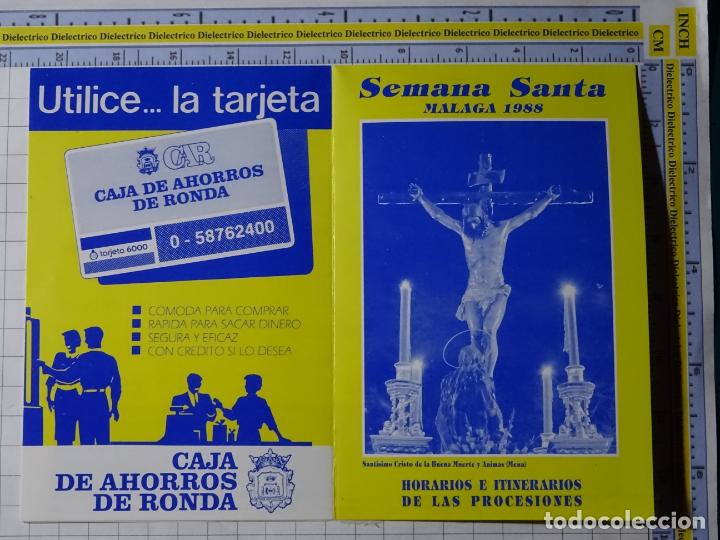 Dielectrico Dielectrico Dielectrico Dielectrico Dielectrico Dielectrico Dielectrico Dielectrico Dielectrico Dielectrico Dielectrico Dielectrico
INCH
CM
Utilice... la tarjeta
CAR
CAJA DE AHORROS
DE RONDA
tarjeta 6000
0 - 58762400
COMODA PARA COMPRAR
RAPIDA PARA SACAR DINERO
SEGURA Y EFICAZ
CON CREDITO SI LO DESEA
CAJA
DE AHORROS
DE RONDA
Semana Santa
MALAGA 1988
Santísimo Cristo de la Buena Muerte y Animas (Mena)
HORARIOS E ITINERARIOS
DE LAS PROCESIONES
todocoleccion.net